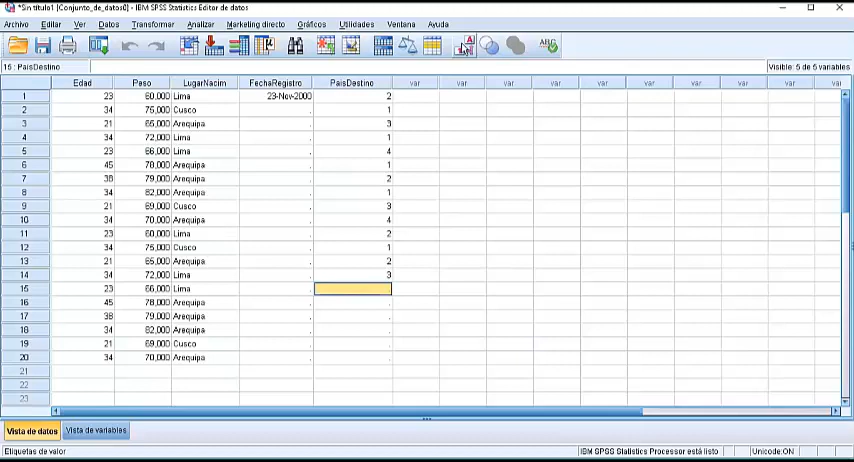 *Sin título1 [Conjunto_de_datos0] - IBM SPSS Statistics Editor de datos
Archivo Editar Ver Datos Transformar Analizar Marketing directo Gráficos Utilidades Ventana Ayuda
15 : PaisDestino Visible: 5 de 5 variables
Edad Peso LugarNacim FechaRegistro PaisDestino var var var var var var var var var va
1 23 60,000 Lima 23-Nov-2000 2
2 34 75,000 Cusco . 1
3 21 65,000 Arequipa . 3
4 34 72,000 Lima . 1
5 23 66,000 Lima . 4
6 45 78,000 Arequipa . 1
7 38 79,000 Arequipa . 2
8 34 82,000 Arequipa . 1
9 21 69,000 Cusco . 3
10 34 70,000 Arequipa . 4
11 23 60,000 Lima . 2
12 34 75,000 Cusco . 1
13 21 65,000 Arequipa . 2
14 34 72,000 Lima . 3
15 23 66,000 Lima .
16 45 78,000 Arequipa . .
17 38 79,000 Arequipa . .
18 34 82,000 Arequipa . .
19 21 69,000 Cusco . .
20 34 70,000 Arequipa . .
21
22
23
Vista de datos Vista de variables
Etiquetas de valor IBM SPSS Statistics Processor está listo Unicode:ON